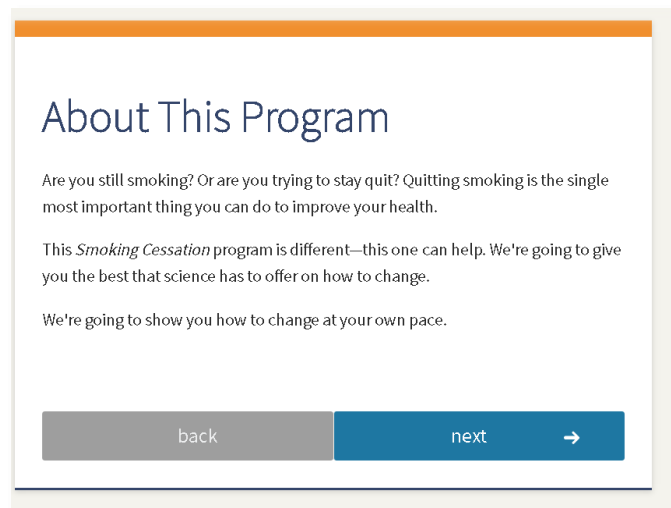 About This Program
Are you still smoking? Or are you trying to stay quit? Quitting smoking is the single
most important thing you can do to improve your health.
This Smoking Cessation program is different—this one can help. We're going to give
you the best that science has to offer on how to change.
We're going to show you how to change at your own pace.
back
next